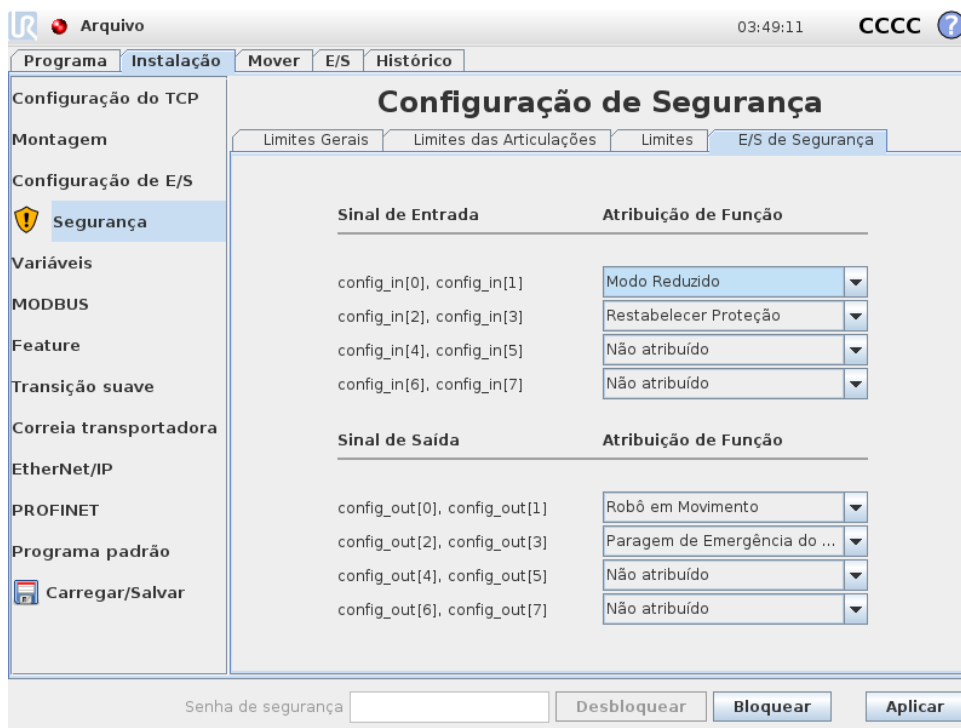 UR Arquivo 03:49:11 CCCC ?
Programa Instalação Mover E/S Histórico
Configuração do TCP
Montagem
Configuração de E/S
Segurança
Variáveis
MODBUS
Feature
Transição suave
Correia transportadora
EtherNet/IP
PROFINET
Programa padrão
Carregar/Salvar
Configuração de Segurança
Limites Gerais Limites das Articulações Limites E/S de Segurança
Sinal de Entrada Atribuição de Função
config_in[0], config_in[1] Modo Reduzido
config_in[2], config_in[3] Restabelecer Proteção
config_in[4], config_in[5] Não atribuído
config_in[6], config_in[7] Não atribuído
Sinal de Saída Atribuição de Função
config_out[0], config_out[1] Robô em Movimento
config_out[2], config_out[3] Paragem de Emergência do ...
config_out[4], config_out[5] Não atribuído
config_out[6], config_out[7] Não atribuído
Senha de segurança Desbloquear Bloquear Aplicar